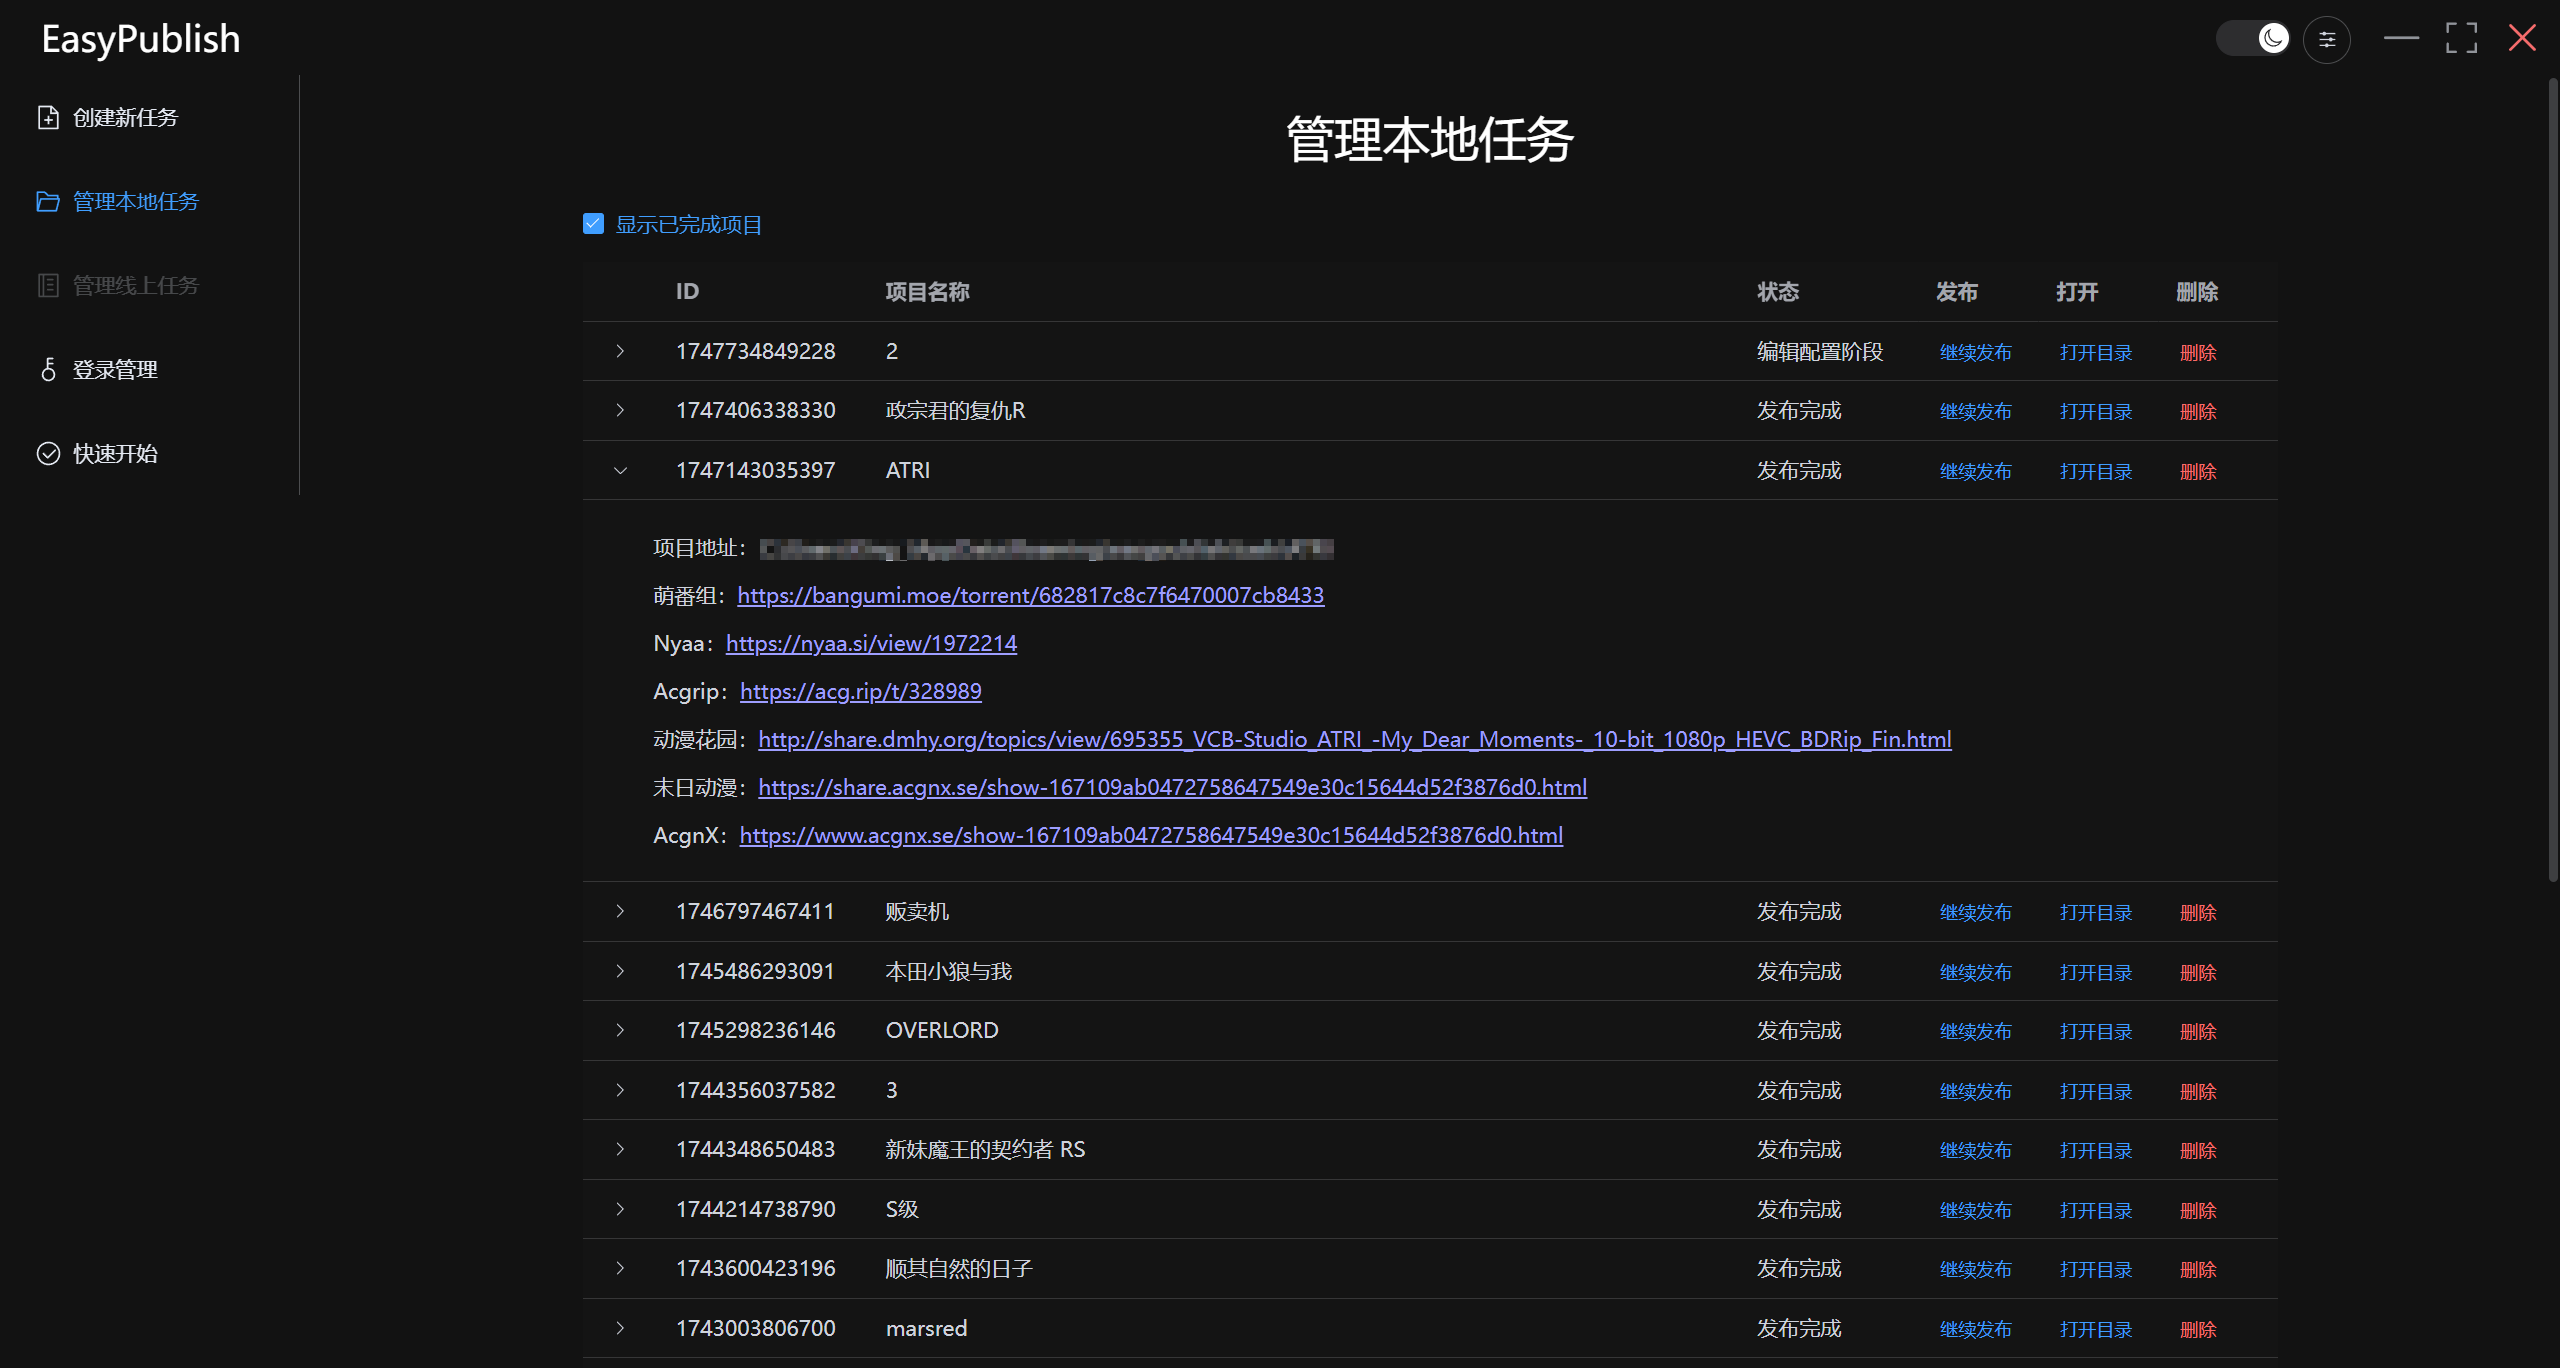 EasyPublish
创建新任务
管理本地任务
管理线上任务
登录管理
快速开始
管理本地任务
显示已完成项目
ID 项目名称 状态 发布 打开 删除
1747734849228 2 编辑配置阶段 继续发布 打开目录 删除
1747406338330 政宗君的复仇R 发布完成 继续发布 打开目录 删除
1747143035397 ATRI 发布完成 继续发布 打开目录 删除
项目地址：
萌番组：https://bangumi.moe/torrent/682817c8c7f6470007cb8433
Nyaa：https://nyaa.si/view/1972214
Acgrip：https://acg.rip/t/328989
动漫花园：http://share.dmhy.org/topics/view/695355_VCB-Studio_ATRI_-My_Dear_Moments-_10-bit_1080p_HEVC_BDRip_Fin.html
末日动漫：https://share.acgnx.se/show-167109ab0472758647549e30c15644d52f3876d0.html
AcgnX：https://www.acgnx.se/show-167109ab0472758647549e30c15644d52f3876d0.html
1746797467411 贩卖机 发布完成 继续发布 打开目录 删除
1745486293091 本田小狼与我 发布完成 继续发布 打开目录 删除
1745298236146 OVERLORD 发布完成 继续发布 打开目录 删除
1744356037582 3 发布完成 继续发布 打开目录 删除
1744348650483 新妹魔王的契约者 RS 发布完成 继续发布 打开目录 删除
1744214738790 S级 发布完成 继续发布 打开目录 删除
1743600423196 顺其自然的日子 发布完成 继续发布 打开目录 删除
1743003806700 marsred 发布完成 继续发布 打开目录 删除